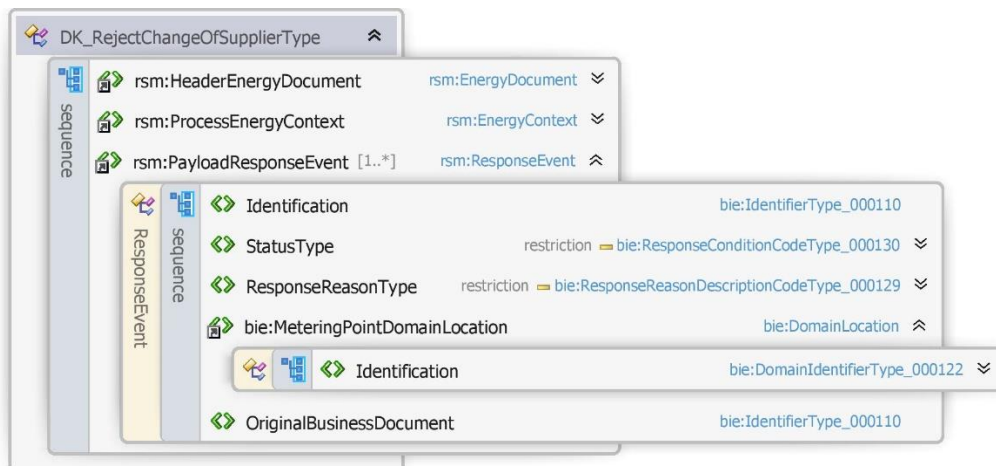 DK_RejectChangeOfSupplierType
sequence
rsm:HeaderEnergyDocument rsm:EnergyDocument
rsm:ProcessEnergyContext rsm:EnergyContext
rsm:PayloadResponseEvent [1..*] rsm:ResponseEvent
ResponseEvent
sequence
Identification bie:IdentifierType_000110
StatusType restriction bie:ResponseConditionCodeType_000130
ResponseReasonType restriction bie:ResponseReasonDescriptionCodeType_000129
bie:MeteringPointDomainLocation bie:DomainLocation
Identification bie:DomainIdentifierType_000122
OriginalBusinessDocument bie:IdentifierType_000110